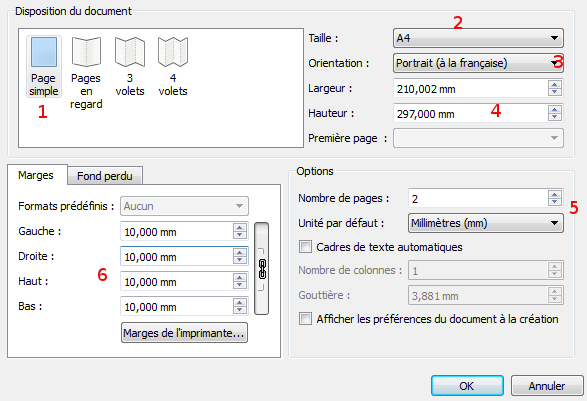 Disposition du document
Page simple
Pages en regard
3 volets
4 volets
1
2
Taille : A4
Orientation : Portrait (à la française) 3
Largeur : 210,002 mm
Hauteur : 297,000 mm 4
Première page :
Marges Fond perdu
Formats prédéfinis : Aucun
Gauche : 10,000 mm
Droite : 10,000 mm
Haut : 10,000 mm
6
Bas : 10,000 mm
Marges de l'imprimante...
Options
Nombre de pages : 2
5
Unité par défaut : Millimètres (mm)
Cadres de texte automatiques
Nombre de colonnes : 1
Gouttière : 3,881 mm
Afficher les préférences du document à la création
OK Annuler